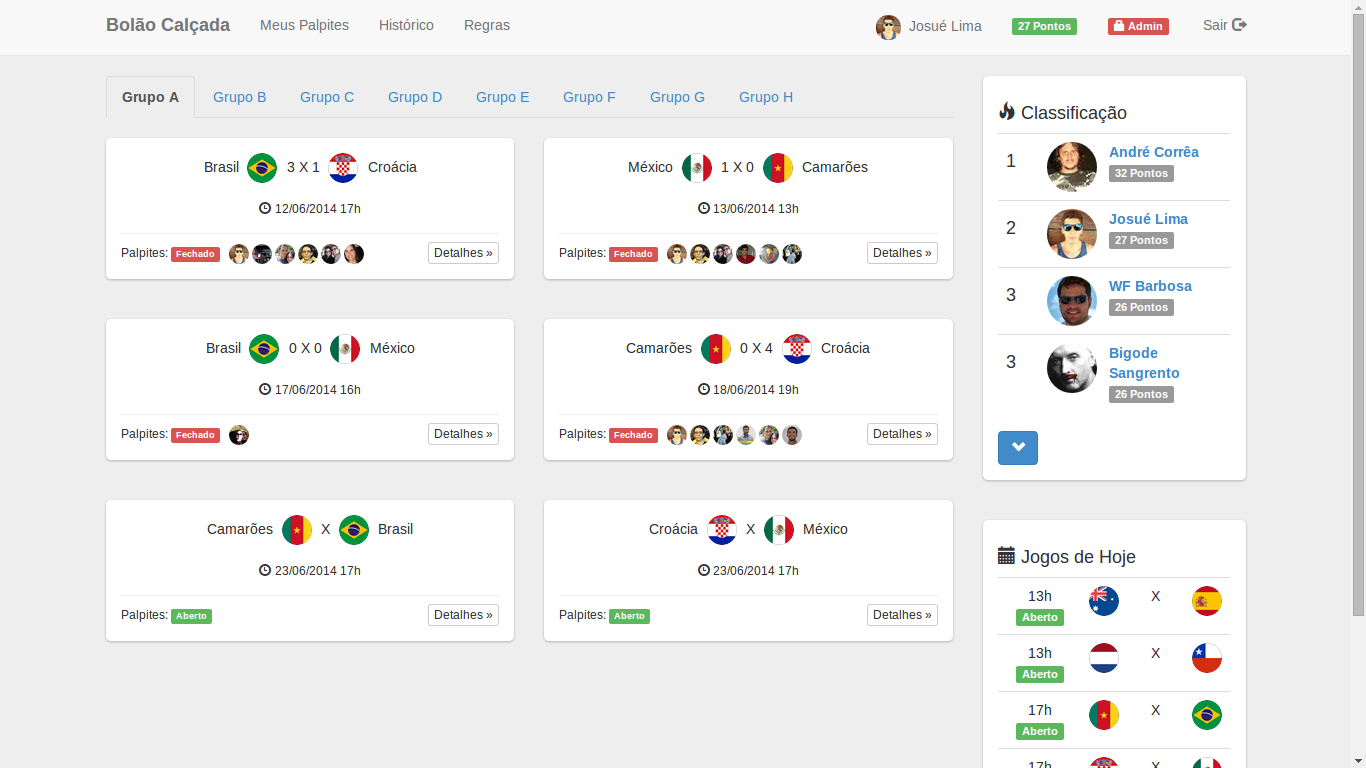 Bolão Calçada Meus Palpites Histórico Regras Josué Lima 27 Pontos Admin Sair
Grupo A Grupo B Grupo C Grupo D Grupo E Grupo F Grupo G Grupo H
Brasil 3 X 1 Croácia
12/06/2014 17h
Palpites: Fechado Detalhes »
México 1 X 0 Camarões
13/06/2014 13h
Palpites: Fechado Detalhes »
Brasil 0 X 0 México
17/06/2014 16h
Palpites: Fechado Detalhes »
Camarões 0 X 4 Croácia
18/06/2014 19h
Palpites: Fechado Detalhes »
Camarões X Brasil
23/06/2014 17h
Palpites: Aberto Detalhes »
Croácia X México
23/06/2014 17h
Palpites: Aberto Detalhes »
Classificação
1 André Corrêa
32 Pontos
2 Josué Lima
27 Pontos
3 WF Barbosa
26 Pontos
3 Bigode
Sangrento
26 Pontos
Jogos de Hoje
13h X
Aberto
13h X
Aberto
17h X
Aberto
17h X